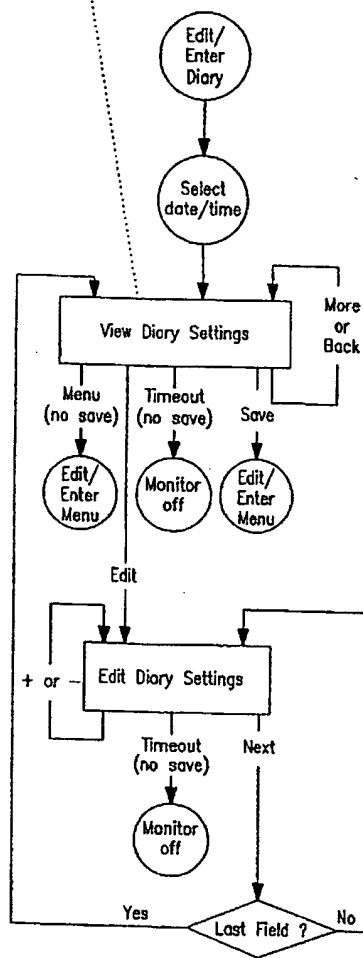 Edit/
Enter
Diary
Select
date/time
View Diary Settings
More
or
Back
Menu
(no save)
Timeout
(no save)
Save
Edit/
Enter
Menu
Monitor
off
Edit/
Enter
Menu
Edit
+ or -
Edit Diary Settings
Timeout
(no save)
Next
Monitor
off
Yes
Last Field ?
No